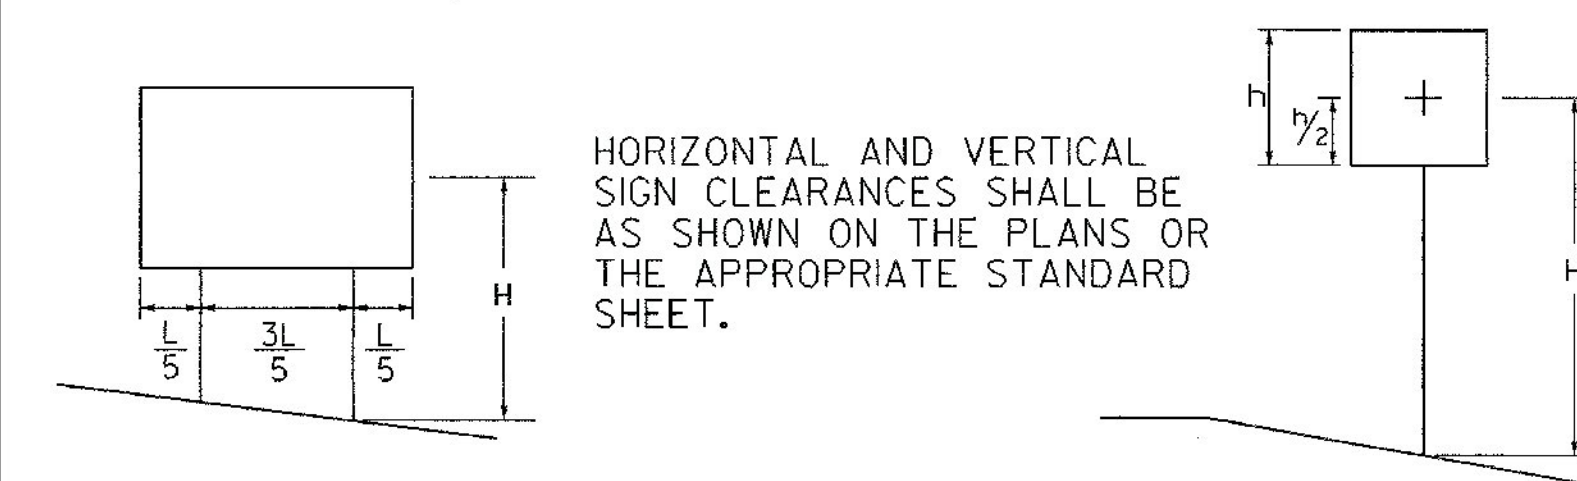 HORIZONTAL AND VERTICAL
SIGN CLEARANCES SHALL BE
AS SHOWN ON THE PLANS OR
THE APPROPRIATE STANDARD
SHEET.
H
L/5
3L/5
L/5
h
h/2
H